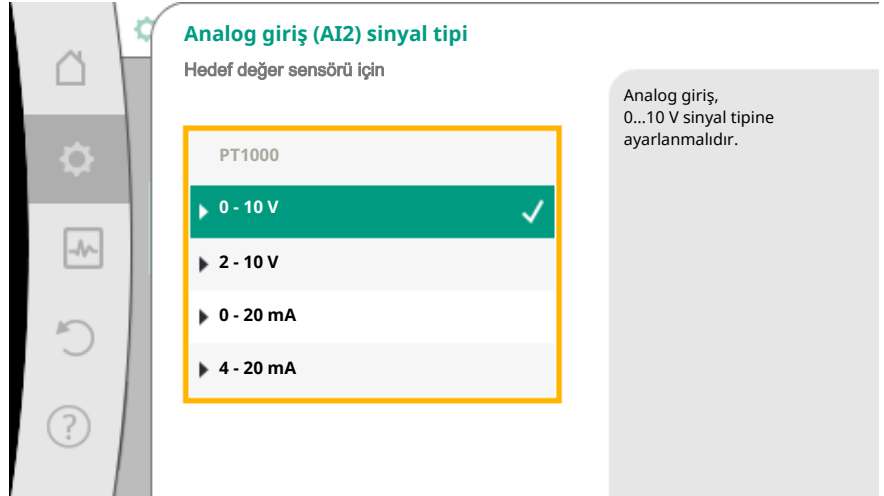 Analog giriş (AI2) sinyal tipi
Hedef değer sensörü için
PT1000
0 - 10 V
2 - 10 V
0 - 20 mA
4 - 20 mA
Analog giriş,
0...10 V sinyal tipine
ayarlanmalıdır.
?